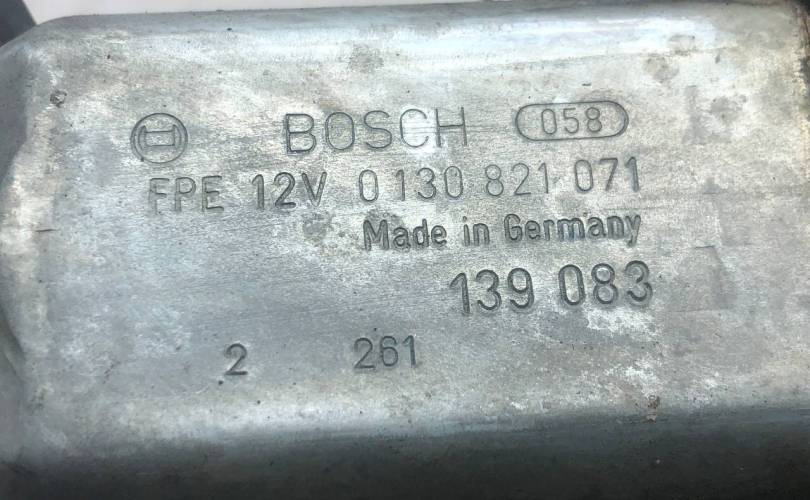 BOSCH 058
FPE 12V 0 130 821 071
Made in Germany
139 083
2 261